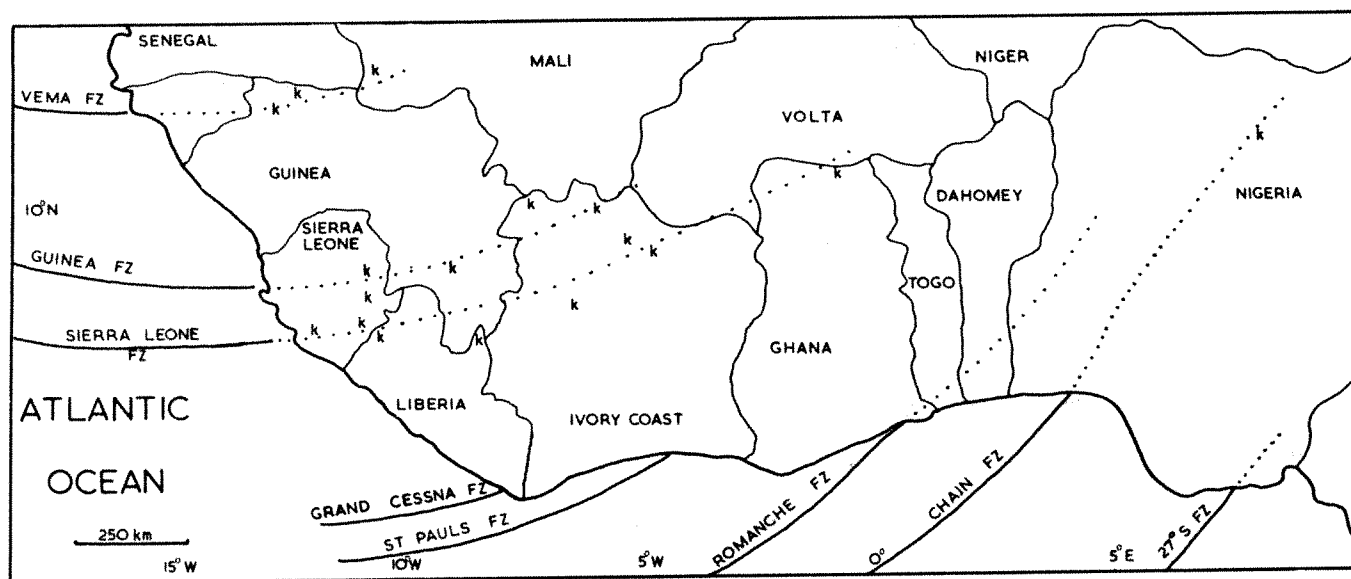 SENEGAL
MALI
NIGER
VEMA FZ
k
k
k
VOLTA
k
k
GUINEA
k
k
DAHOMEY
NIGERIA
10°N
SIERRA
LEONE
GUINEA FZ
k
k
k
k
k
k
TOGO
SIERRA LEONE
FZ
k
k
k
k
GHANA
ATLANTIC
OCEAN
LIBERIA
IVORY COAST
GRAND CESSNA FZ
ST PAULS FZ
ROMANCHE FZ
CHAIN FZ
27° S FZ
250 km
15°W
10°W
5°W
0°
5°E